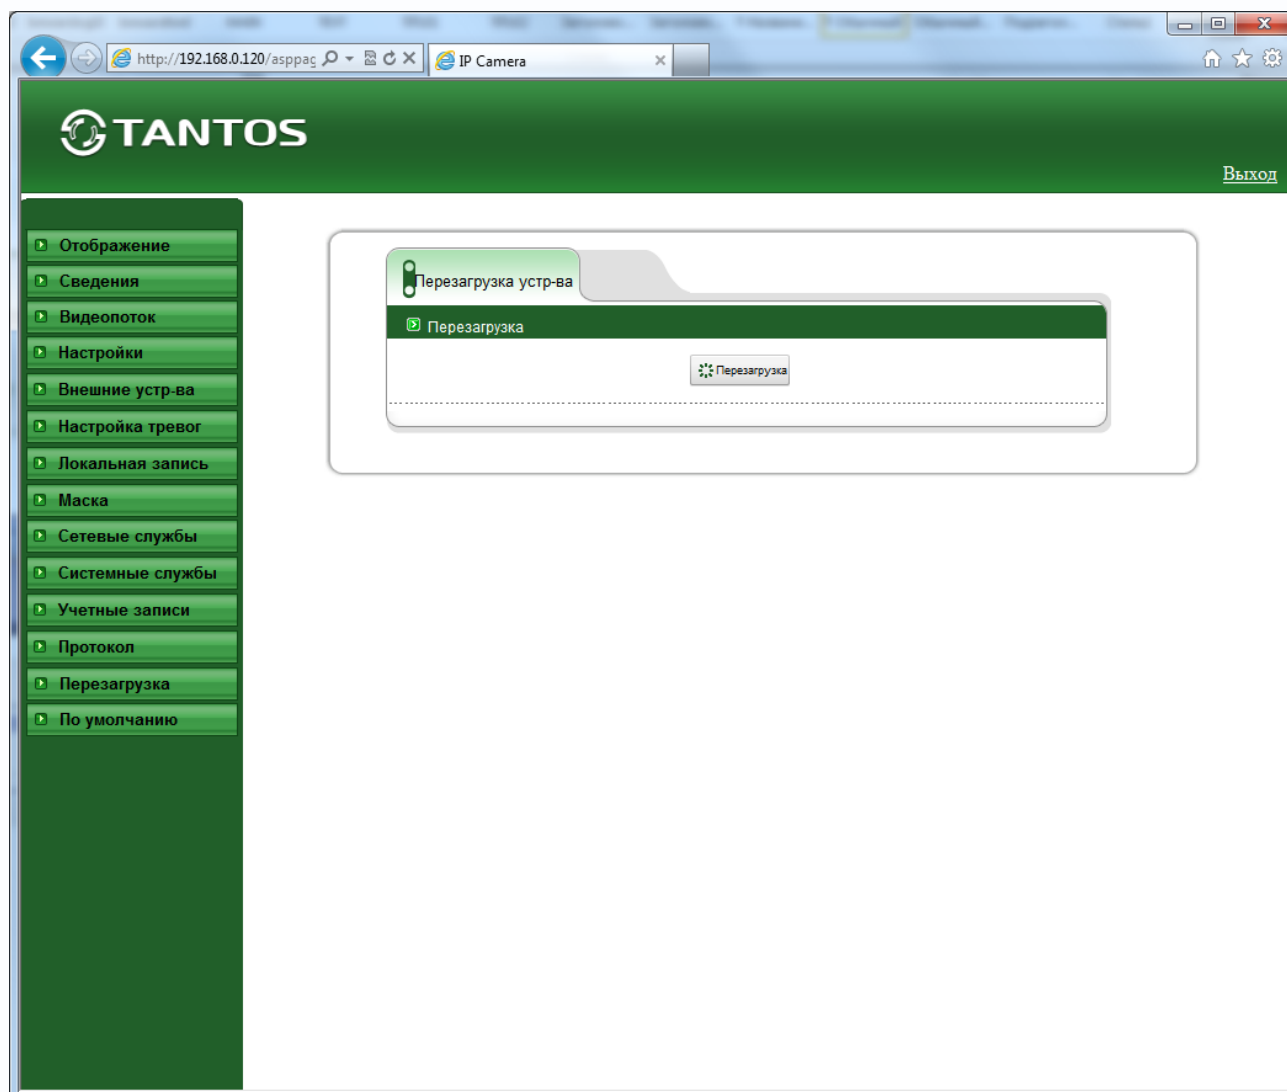 http://192.168.0.120/asppag
IP Camera
TANTOS
Выход
Отображение
Сведения
Видеопоток
Настройки
Внешние устр-ва
Настройка тревог
Локальная запись
Маска
Сетевые службы
Системные службы
Учетные записи
Протокол
Перезагрузка
По умолчанию
Перезагрузка устр-ва
Перезагрузка
Перезагрузка